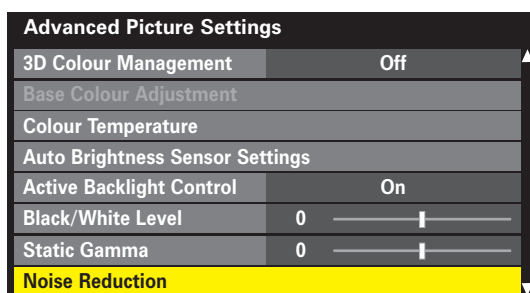 Advanced Picture Settings
3D Colour Management Off
Base Colour Adjustment
Colour Temperature
Auto Brightness Sensor Settings
Active Backlight Control On
Black/White Level 0
Static Gamma 0
Noise Reduction